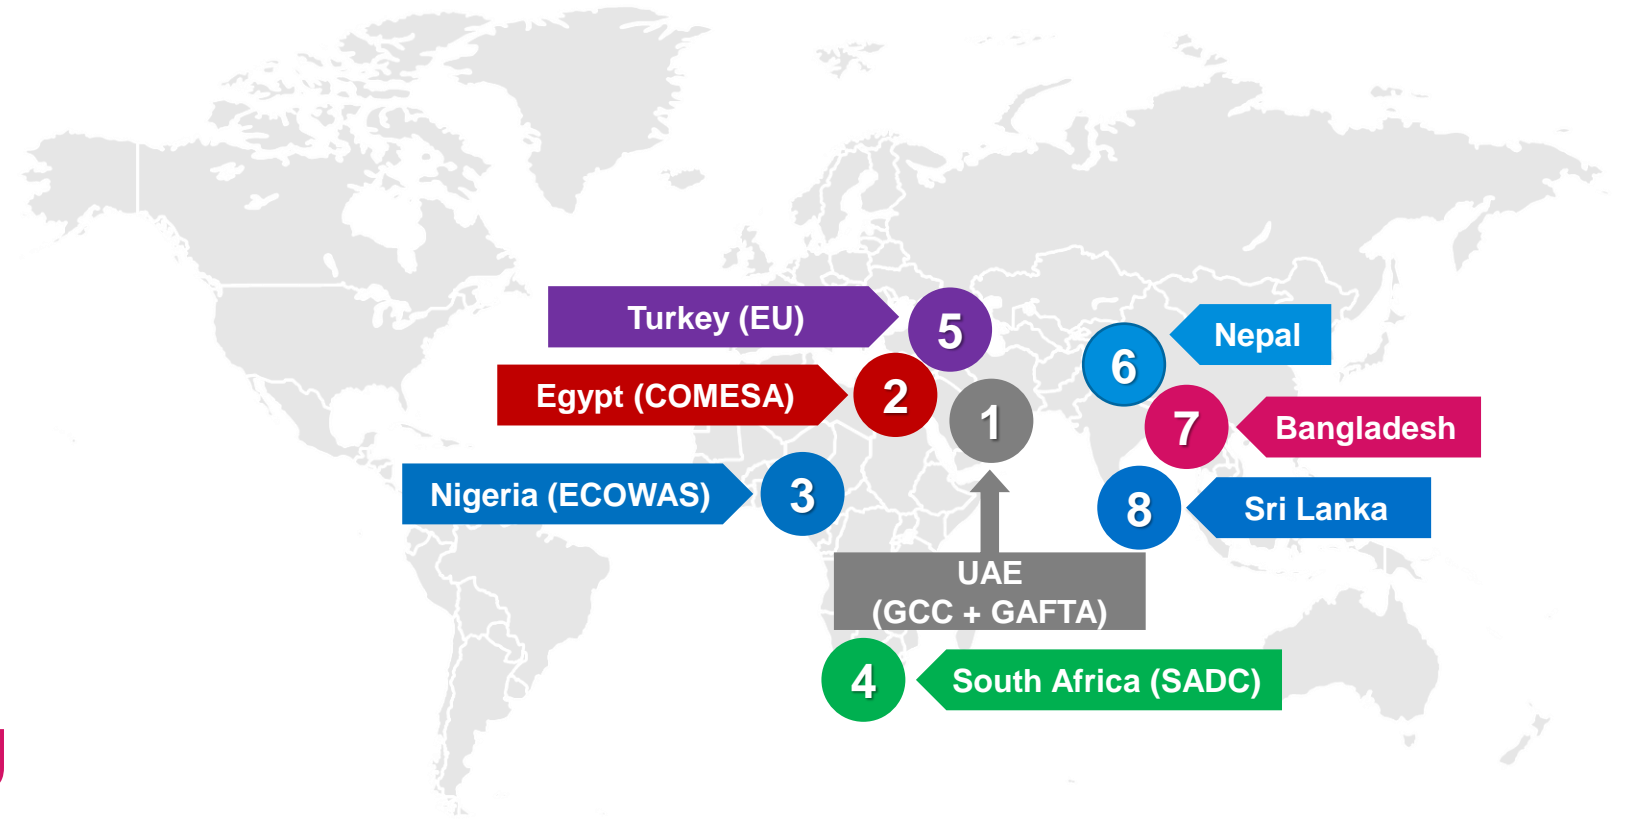 Turkey (EU)
5
Nepal
6
Egypt (COMESA)
2
1
7
Bangladesh
Nigeria (ECOWAS)
3
8
Sri Lanka
UAE
(GCC + GAFTA)
4
South Africa (SADC)